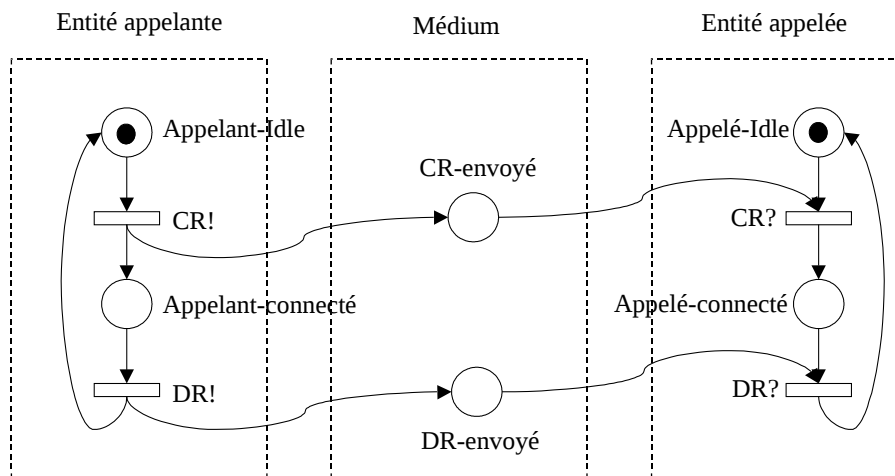 Entité appelante
Médium
Entité appelée
Appelant-Idle
Appelé-Idle
CR-envoyé
CR!
CR?
Appelant-connecté
Appelé-connecté
DR!
DR?
DR-envoyé